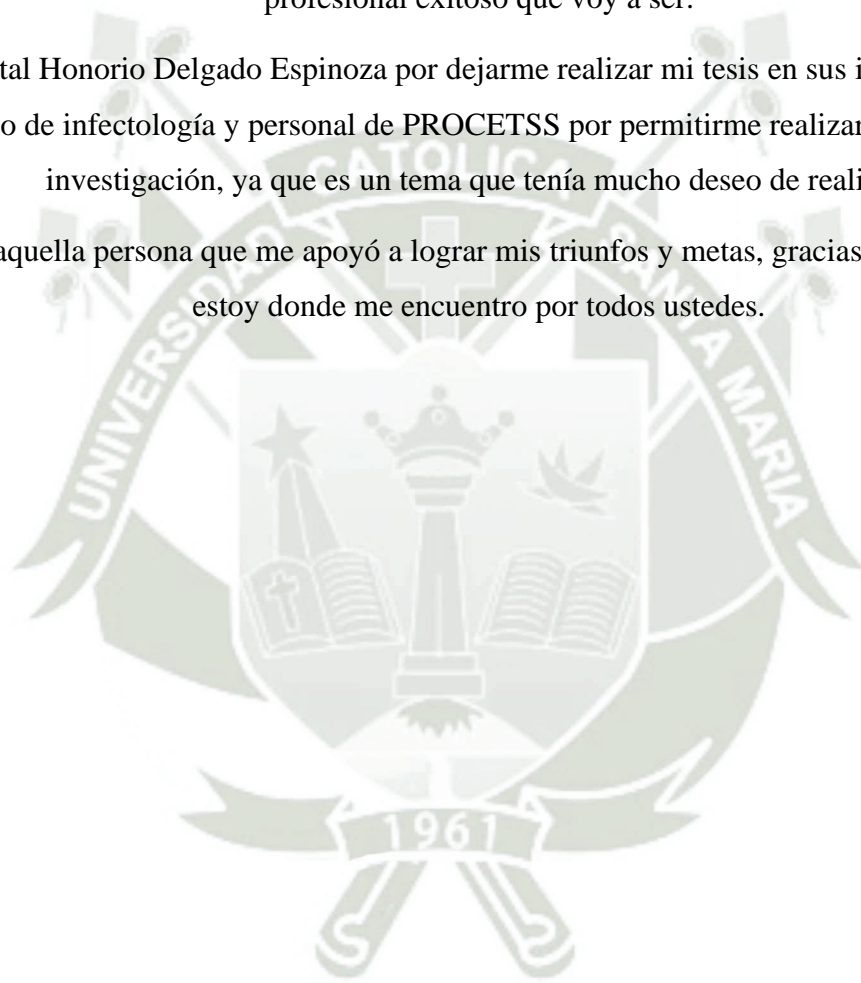 profesional exitoso que voy a ser.
tal Honorio Delgado Espinoza por dejarme realizar mi tesis en sus i
o de infectología y personal de PROCETSS por permitirme realizar
investigación, ya que es un tema que tenía mucho deseo de reali
aquella persona que me apoyó a lograr mis triunfos y metas, gracias
estoy donde me encuentro por todos ustedes.
UNIVERSIDAD CATOLICA SANTA MARIA
1961